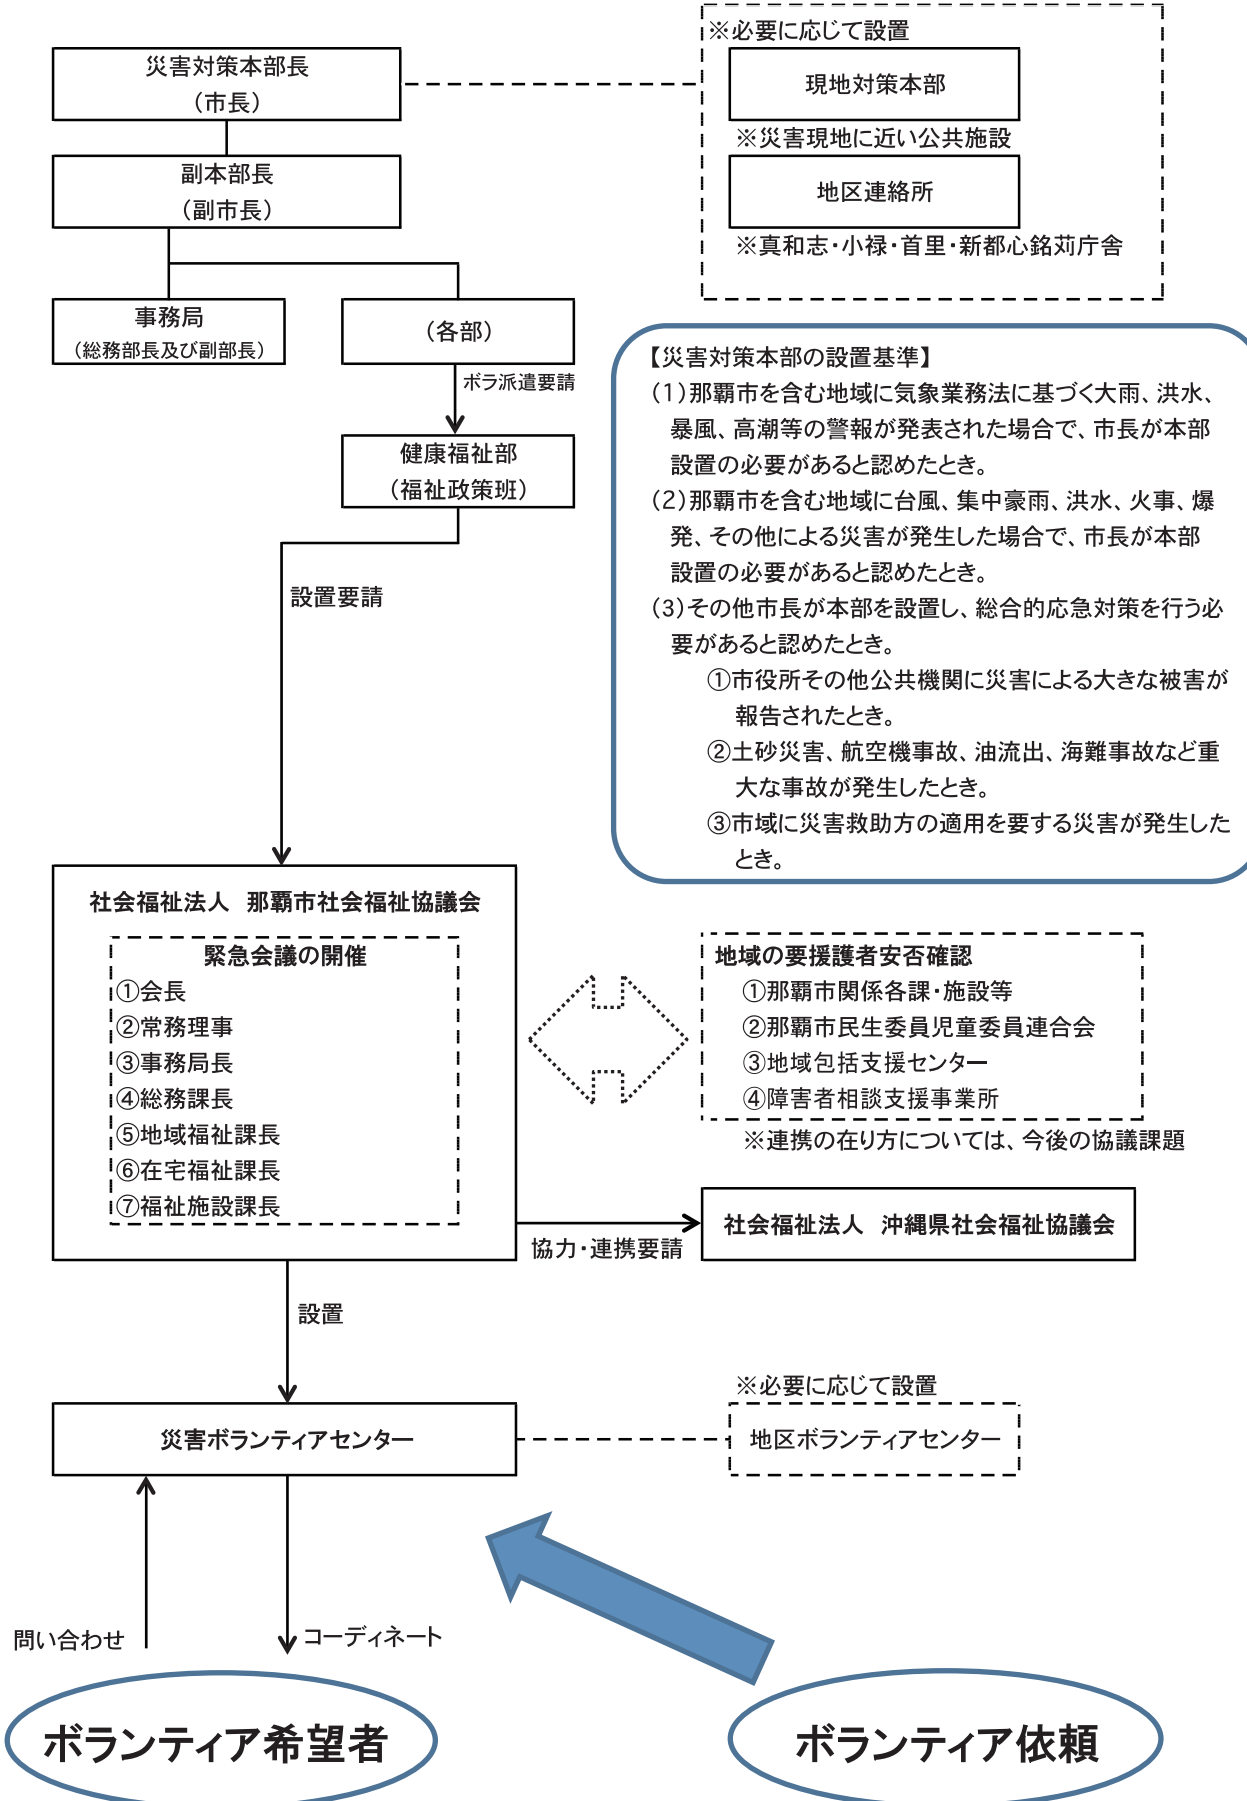 ※必要に応じて設置
災害対策本部長
（市長）
現地対策本部
※災害現地に近い公共施設
副本部長
（副市長）
地区連絡所
※真和志・小禄・首里・新都心銘苅庁舎
事務局
（総務部長及び副部長）
（各部）
ボラ派遣要請
健康福祉部
（福祉政策班）
設置要請
【災害対策本部の設置基準】
（1）那覇市を含む地域に気象業務法に基づく大雨、洪水、
暴風、高潮等の警報が発表された場合で、市長が本部
設置の必要があると認めたとき。
（2）那覇市を含む地域に台風、集中豪雨、洪水、火事、爆
発、その他による災害が発生した場合で、市長が本部
設置の必要があると認めたとき。
（3）その他市長が本部を設置し、総合的応急対策を行う必
要があると認めたとき。
①市役所その他公共機関に災害による大きな被害が
報告されたとき。
②土砂災害、航空機事故、油流出、海難事故など重
大な事故が発生したとき。
③市域に災害救助方の適用を要する災害が発生した
とき。
社会福祉法人 那覇市社会福祉協議会
緊急会議の開催
①会長
②常務理事
③事務局長
④総務課長
⑤地域福祉課長
⑥在宅福祉課長
⑦福祉施設課長
地域の要援護者安否確認
①那覇市関係各課・施設等
②那覇市民生委員児童委員連合会
③地域包括支援センター
④障害者相談支援事業所
※連携の在り方については、今後の協議課題
社会福祉法人 沖縄県社会福祉協議会
協力・連携要請
設置
※必要に応じて設置
災害ボランティアセンター
地区ボランティアセンター
問い合わせ
コーディネート
ボランティア希望者
ボランティア依頼